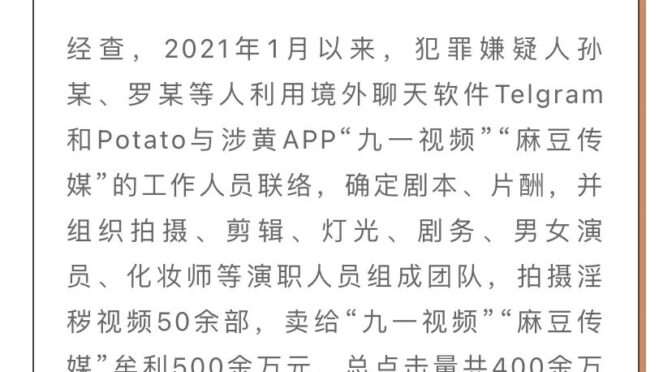 经查，2021年1月以来，犯罪嫌疑人孙
某、罗某等人利用境外聊天软件Telgram
和Potato与涉黄APP“九一视频”“麻豆传
媒”的工作人员联络，确定剧本、片酬，并
组织拍摄、剪辑、灯光、剧务、男女演
员、化妆师等演职人员组成团队，拍摄淫
秽视频50余部，卖给“九一视频”“麻豆传
媒”牟利500余万元，总点击量共400余万